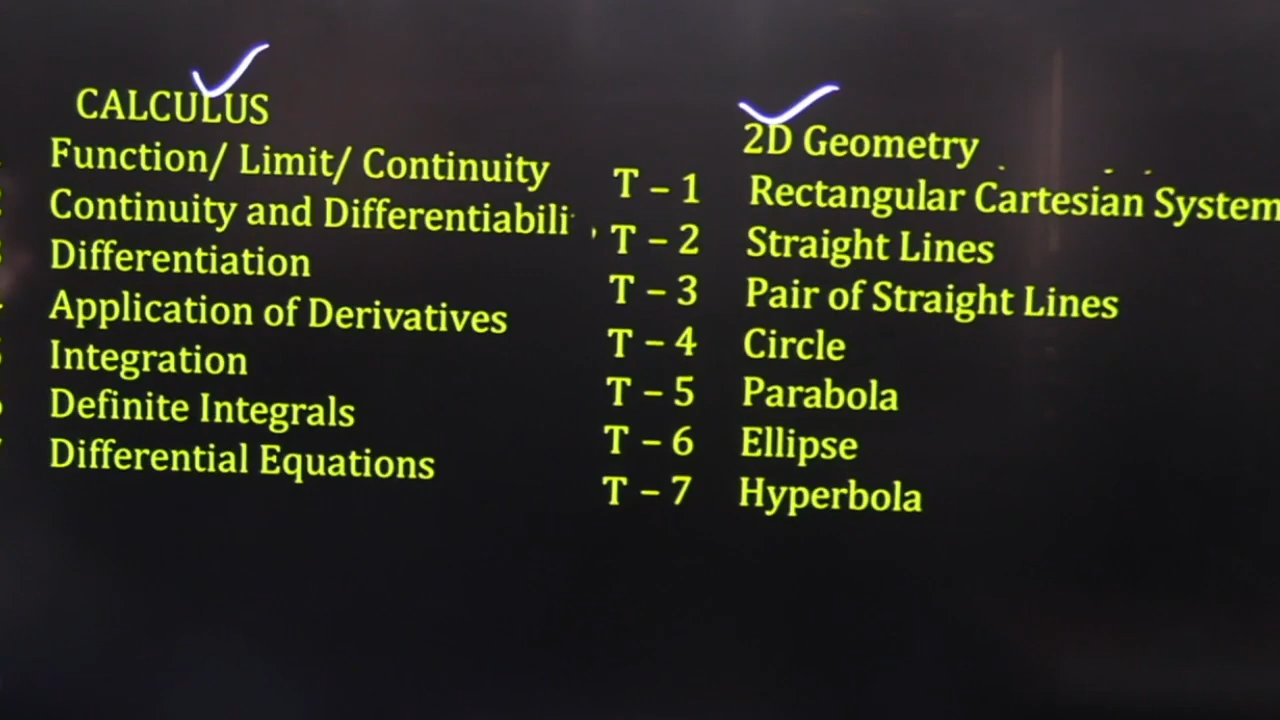 CALCULUS
Function/ Limit/ Continuity
Continuity and Differentiabili
Differentiation
Application of Derivatives
Integration
Definite Integrals
Differential Equations
2D Geometry
T – 1 Rectangular Cartesian System
T – 2 Straight Lines
T – 3 Pair of Straight Lines
T – 4 Circle
T – 5 Parabola
T – 6 Ellipse
T – 7 Hyperbola